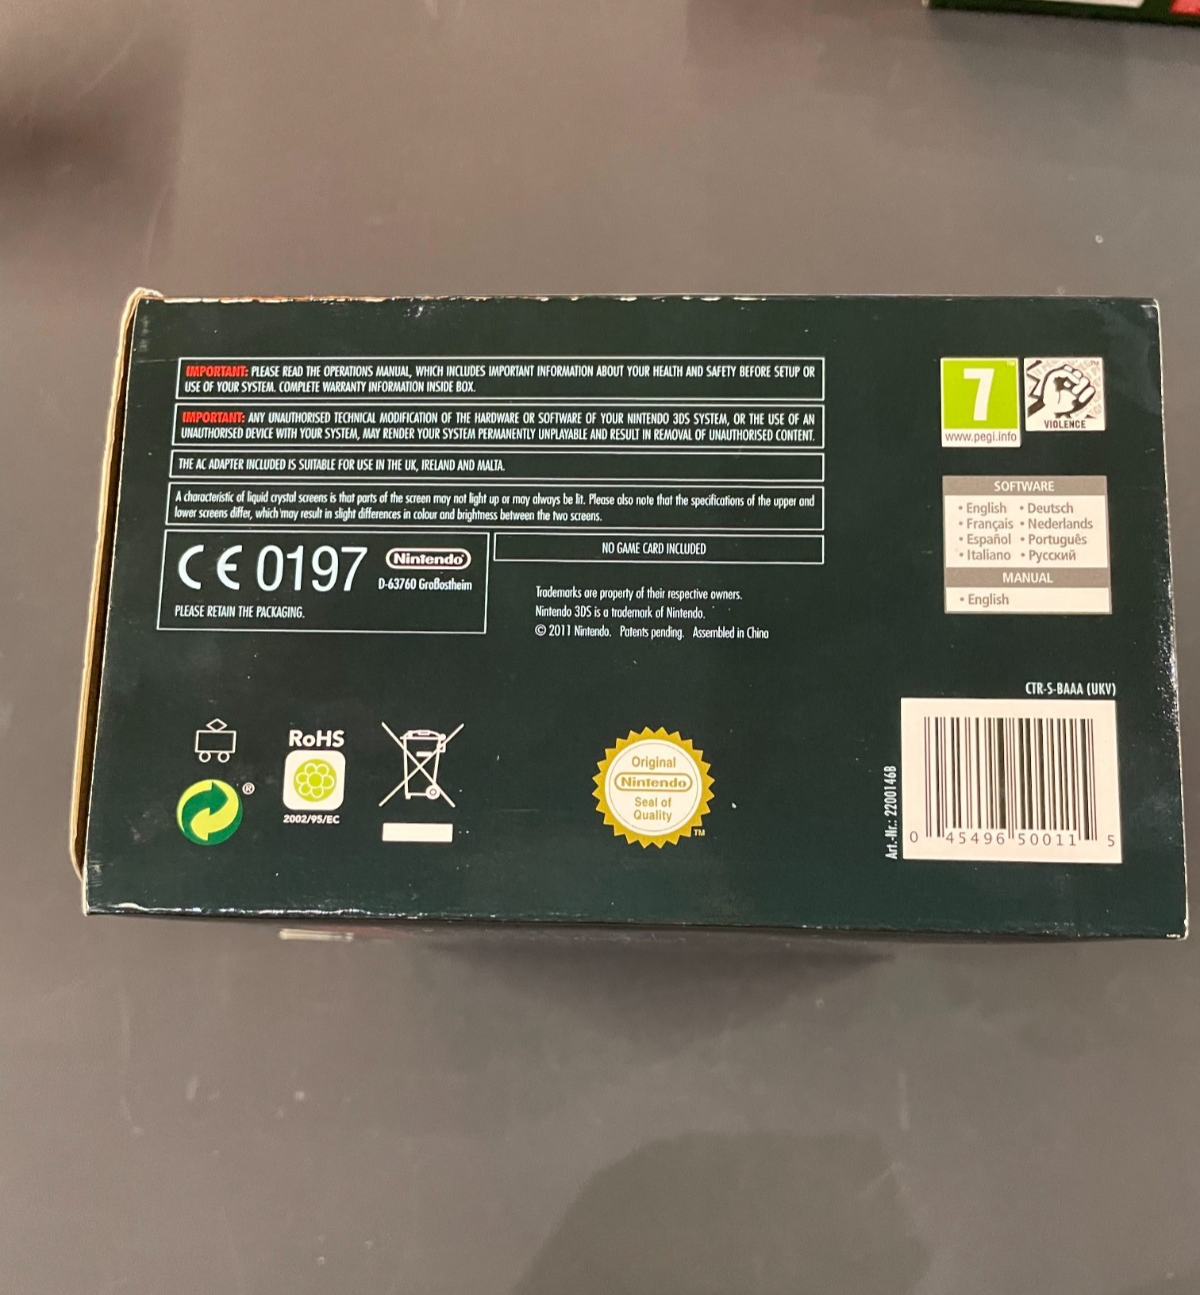 IMPORTANT: PLEASE READ THE OPERATIONS MANUAL, WHICH INCLUDES IMPORTANT INFORMATION ABOUT YOUR HEALTH AND SAFETY BEFORE SETUP OR
USE OF YOUR SYSTEM. COMPLETE WARRANTY INFORMATION INSIDE BOX.
IMPORTANT: ANY UNAUTHORISED TECHNICAL MODIFICATION OF THE HARDWARE OR SOFTWARE OF YOUR NINTENDO 3DS SYSTEM, OR THE USE OF AN
UNAUTHORISED DEVICE WITH YOUR SYSTEM, MAY RENDER YOUR SYSTEM PERMANENTLY UNPLAYABLE AND RESULT IN REMOVAL OF UNAUTHORISED CONTENT.
THE AC ADAPTER INCLUDED IS SUITABLE FOR USE IN THE UK, IRELAND AND MALTA.
A characteristic of liquid crystal screens is that parts of the screen may not light up or may always be lit. Please also note that the specifications of the upper and
lower screens differ, which may result in slight differences in colour and brightness between the two screens.
CE 0197
Nintendo
D-63760 Großostheim
PLEASE RETAIN THE PACKAGING.
NO GAME CARD INCLUDED
Trademarks are property of their respective owners.
Nintendo 3DS is a trademark of Nintendo.
© 2011 Nintendo. Patents pending. Assembled in China
7
www.pegi.info
VIOLENCE
SOFTWARE
• English • Deutsch
• Français • Nederlands
• Español • Português
• Italiano • Русский
MANUAL
• English
RoHS
2002/95/EC
®
Original
Nintendo
Seal of
Quality
TM
CTR-S-BAAA (UKV)
Art.-Nr.: 2200146B
0 45496 50011 5